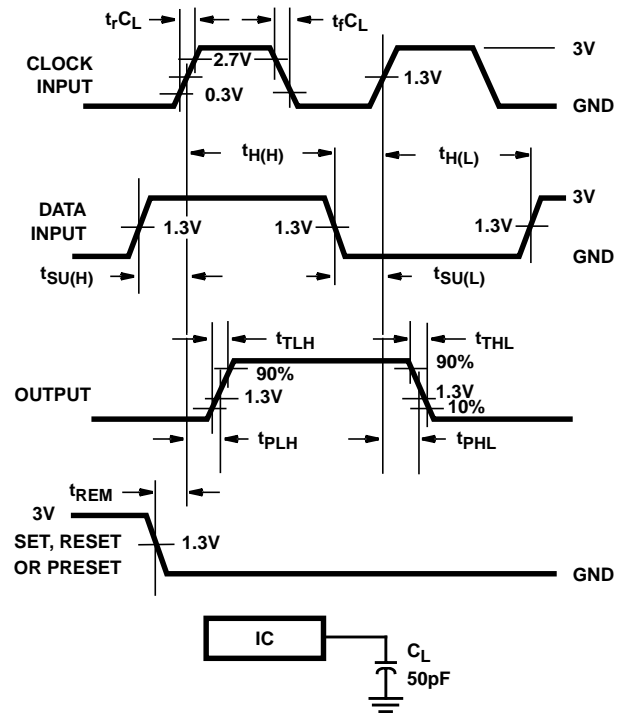 trCL tfCL
CLOCK INPUT
2.7V
0.3V
1.3V
3V
GND
tH(H) tH(L)
DATA INPUT
1.3V 1.3V 1.3V
3V
GND
tSU(H) tSU(L)
tTLH tTHL
OUTPUT
90% 90%
1.3V 1.3V
10%
tPLH tPHL
tREM
3V
SET, RESET
OR PRESET
1.3V
GND
IC
CL
50pF